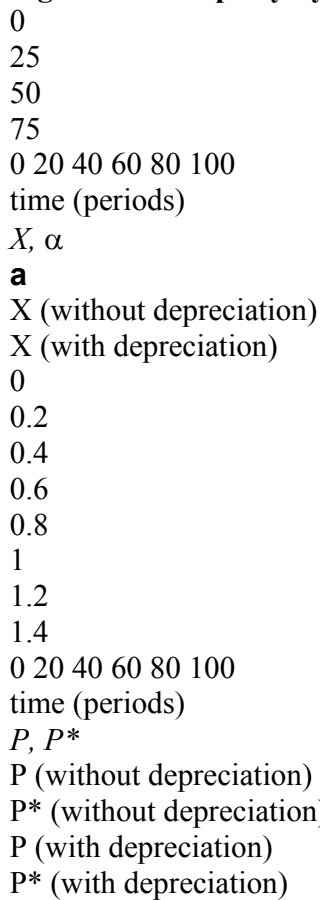 0
25
50
75
0 20 40 60 80 100
time (periods)
X, α
a
X (without depreciation)
X (with depreciation)
0
0.2
0.4
0.6
0.8
1
1.2
1.4
0 20 40 60 80 100
time (periods)
P, P*
P (without depreciation)
P* (without depreciation)
P (with depreciation)
P* (with depreciation)